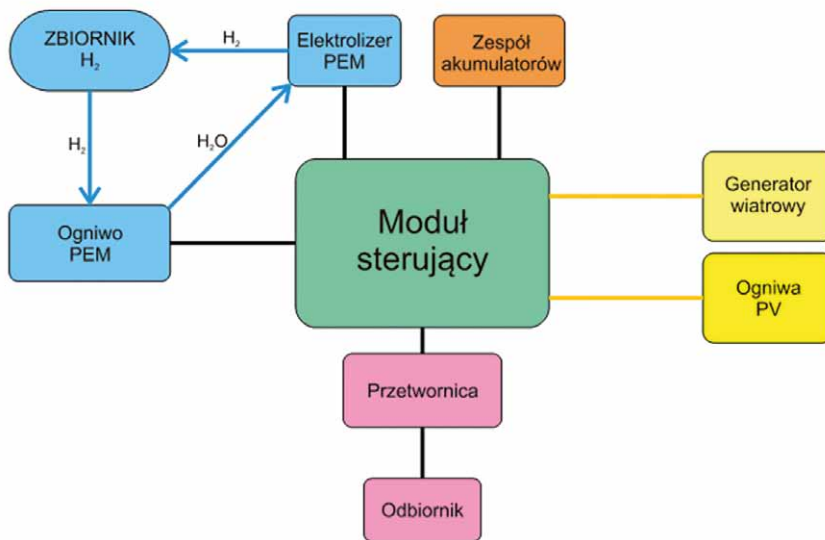 ZBIORNIK
H₂
H₂
Elektrolizer
PEM
Zespół
akumulatorów
H₂
H₂O
Ogniwo
PEM
Moduł
sterujący
Generator
wiatrowy
Ogniwa
PV
Przetwornica
Odbiornik